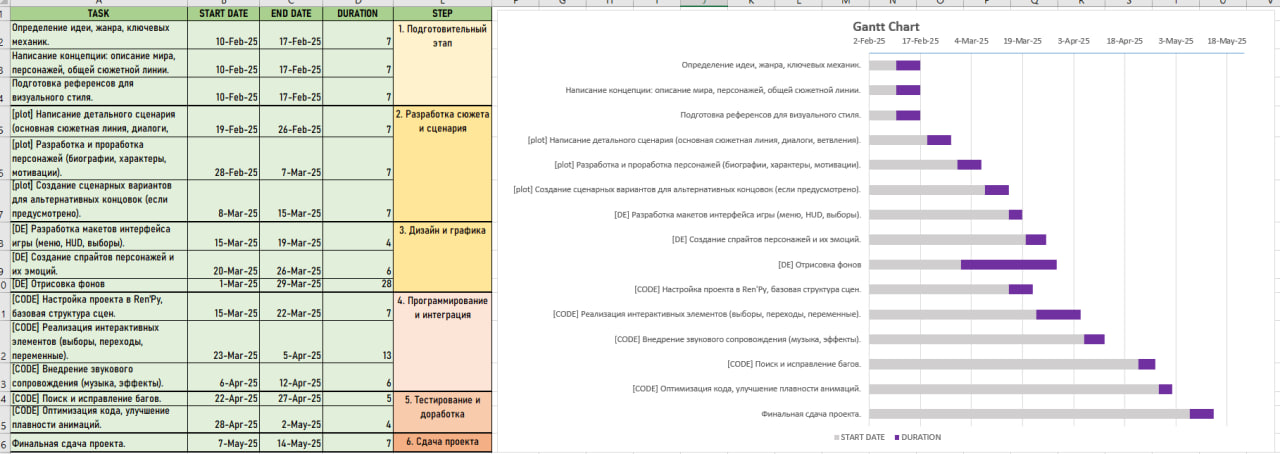 TASK START DATE END DATE DURATION STEP
Определение идеи, жанра, ключевых
механик. 10-Feb-25 17-Feb-25 7
1. Подготовительный
этап
Написание концепции: описание мира,
персонажей, общей сюжетной линии. 10-Feb-25 17-Feb-25 7
Подготовка референсов для
визуального стиля. 10-Feb-25 17-Feb-25 7
[plot] Написание детального сценария
(основная сюжетная линия, диалоги, 19-Feb-25 26-Feb-25 7
2. Разработка сюжета
и сценария
[plot] Разработка и проработка
персонажей (биографии, характеры,
мотивации). 28-Feb-25 7-Mar-25 7
[plot] Создание сценарных вариантов
для альтернативных концовок (если
предусмотрено). 8-Mar-25 15-Mar-25 7
[DE] Разработка макетов интерфейса
игры (меню, HUD, выборы). 15-Mar-25 19-Mar-25 4
3. Дизайн и графика
[DE] Создание спрайтов персонажей и
их эмоций. 20-Mar-25 26-Mar-25 6
[DE] Отрисовка фонов 1-Mar-25 29-Mar-25 28
[CODE] Настройка проекта в Ren'Py,
базовая структура сцен. 15-Mar-25 22-Mar-25 7
4. Программирование
и интеграция
[CODE] Реализация интерактивных
элементов (выборы, переходы,
переменные). 23-Mar-25 5-Apr-25 13
[CODE] Внедрение звукового
сопровождения (музыка, эффекты). 6-Apr-25 12-Apr-25 6
[CODE] Поиск и исправление багов. 22-Apr-25 27-Apr-25 5
5. Тестирование и
доработка
[CODE] Оптимизация кода, улучшение
плавности анимаций. 28-Apr-25 2-May-25 4
Финальная сдача проекта. 7-May-25 14-May-25 7 6. Сдача проекта
Gantt Chart
2-Feb-25 17-Feb-25 4-Mar-25 19-Mar-25 3-Apr-25 18-Apr-25 3-May-25 18-May-25
Определение идеи, жанра, ключевых механик.
Написание концепции: описание мира, персонажей, общей сюжетной линии.
Подготовка референсов для визуального стиля.
[plot] Написание детального сценария (основная сюжетная линия, диалоги, ветвления).
[plot] Разработка и проработка персонажей (биографии, характеры, мотивации).
[plot] Создание сценарных вариантов для альтернативных концовок (если предусмотрено).
[DE] Разработка макетов интерфейса игры (меню, HUD, выборы).
[DE] Создание спрайтов персонажей и их эмоций.
[DE] Отрисовка фонов
[CODE] Настройка проекта в Ren'Py, базовая структура сцен.
[CODE] Реализация интерактивных элементов (выборы, переходы, переменные).
[CODE] Внедрение звукового сопровождения (музыка, эффекты).
[CODE] Поиск и исправление багов.
[CODE] Оптимизация кода, улучшение плавности анимаций.
Финальная сдача проекта.
START DATE DURATION